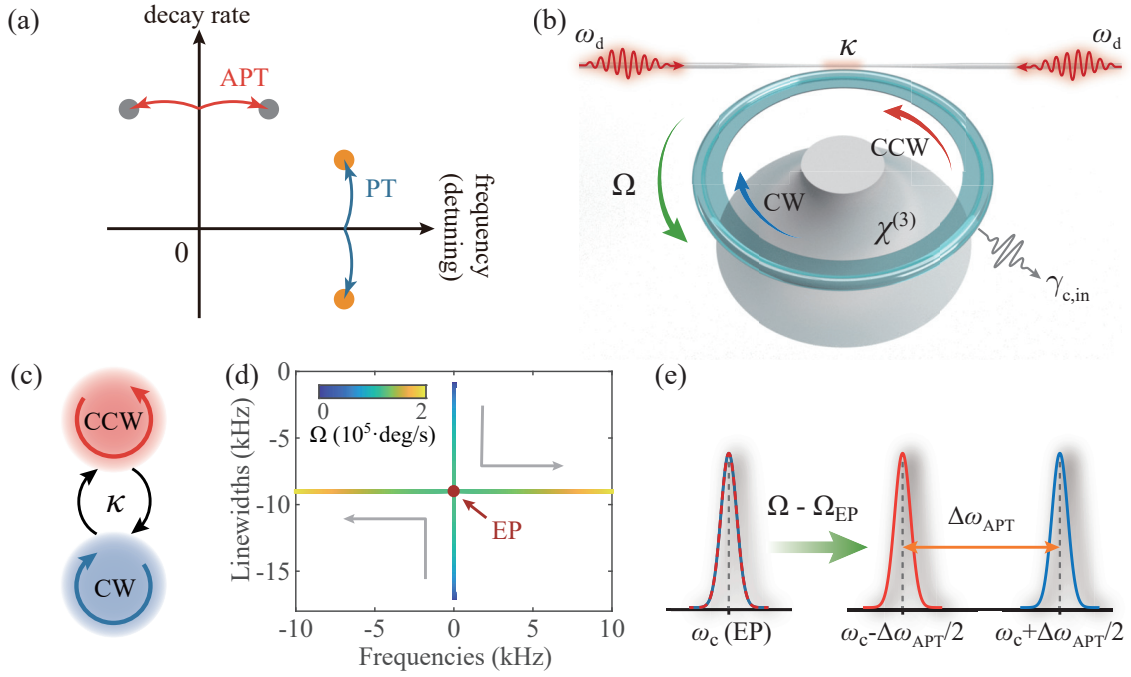 (a)
decay rate
APT
PT
0
frequency
(detuning)
(b)
ω_d
κ
ω_d
Ω
CCW
CW
χ^(3)
γ_c,in
(c)
CCW
κ
CW
(d)
Linewidths (kHz)
0
-5
-10
-15
0 2
Ω (10^5·deg/s)
EP
-10 -5 0 5 10
Frequencies (kHz)
(e)
Ω - Ω_EP
Δω_APT
ω_c (EP)
ω_c-Δω_APT/2
ω_c+Δω_APT/2